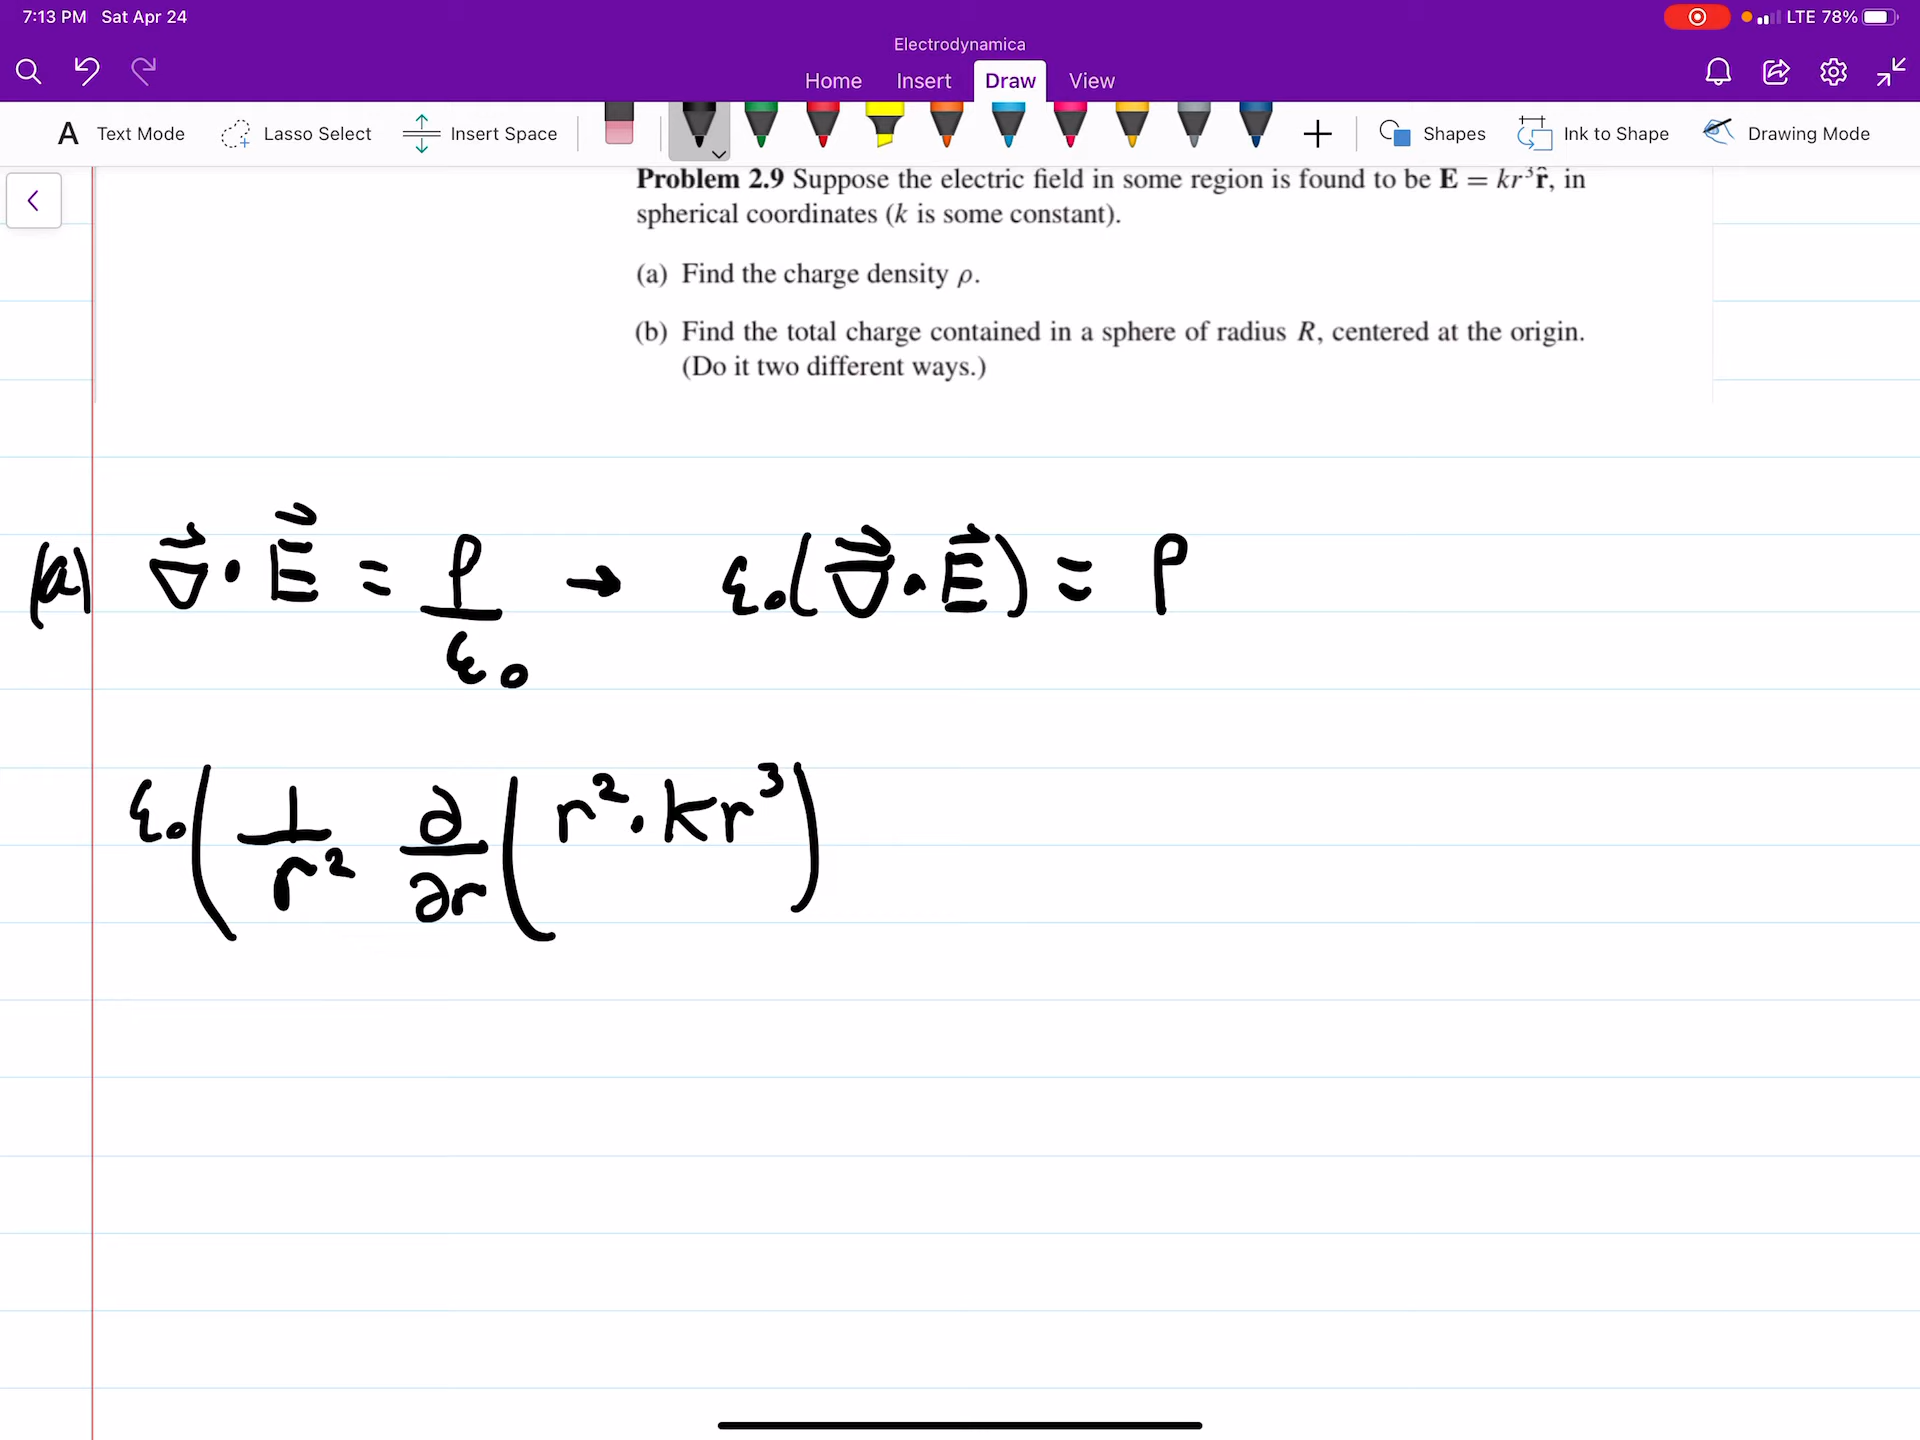 7:13 PM Sat Apr 24 LTE 78%
Electrodynamica
Home Insert Draw View
A Text Mode Lasso Select Insert Space Shapes Ink to Shape Drawing Mode
Problem 2.9 Suppose the electric field in some region is found to be E = kr³r̂, in
spherical coordinates (k is some constant).
(a) Find the charge density ρ.
(b) Find the total charge contained in a sphere of radius R, centered at the origin.
(Do it two different ways.)
(a) ∇⃗ · E⃗ = ρ/ε₀ → ε₀(∇⃗ · E⃗) = ρ
ε₀(1/r² ∂/∂r (r² · kr³)